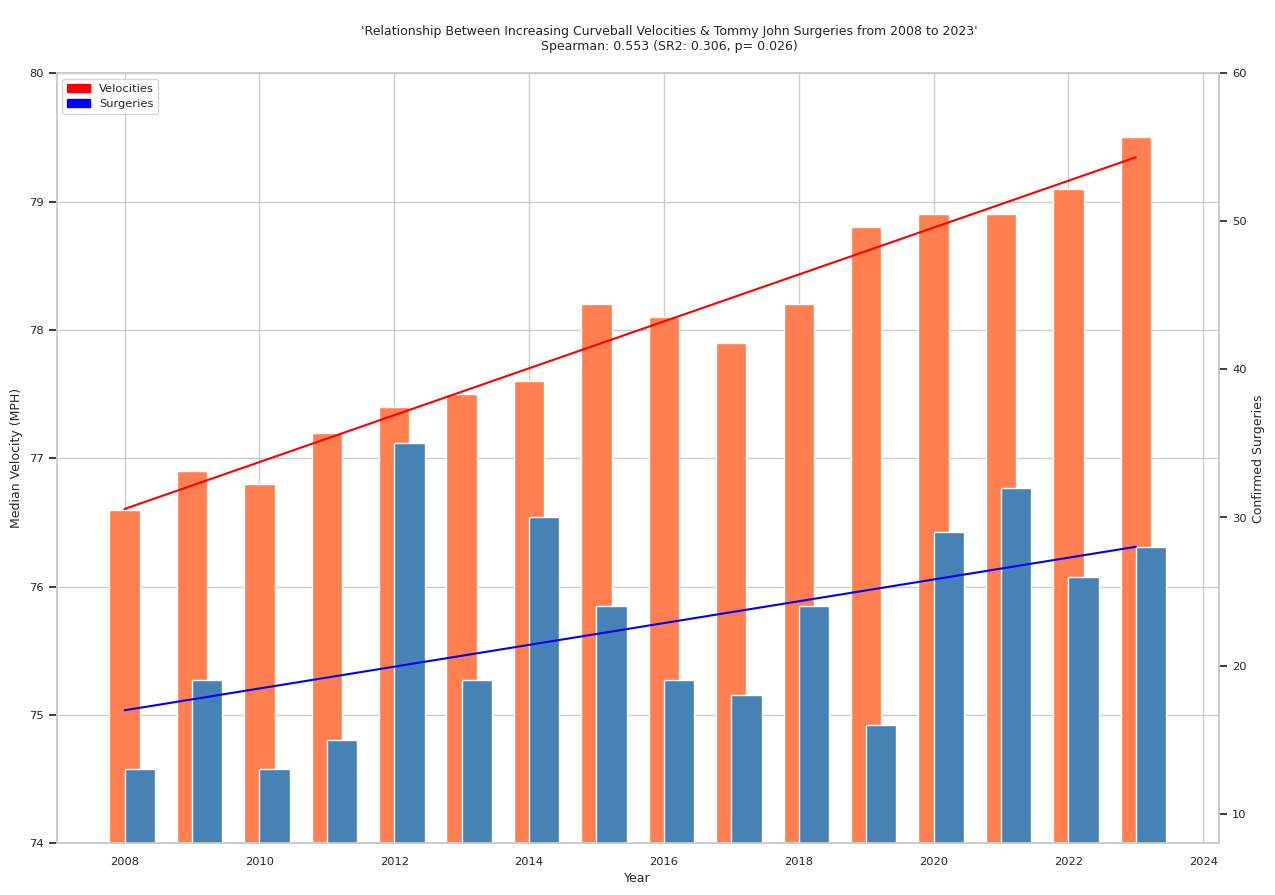 'Relationship Between Increasing Curveball Velocities & Tommy John Surgeries from 2008 to 2023'
Spearman: 0.553 (SR2: 0.306, p= 0.026)
Velocities
Surgeries
80
79
78
77
76
75
74
Median Velocity (MPH)
60
50
40
30
20
10
Confirmed Surgeries
2008 2010 2012 2014 2016 2018 2020 2022 2024
Year